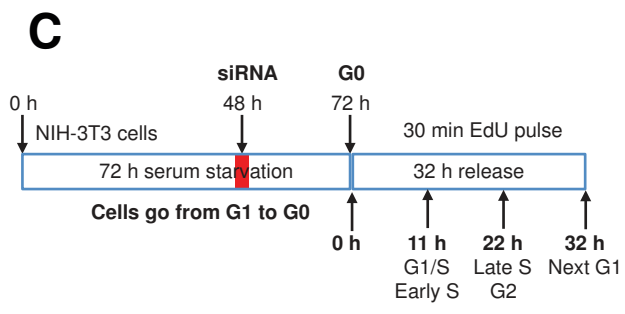 C
siRNA G0
0 h 48 h 72 h
NIH-3T3 cells 30 min EdU pulse
72 h serum starvation 32 h release
Cells go from G1 to G0
0 h 11 h 22 h 32 h
G1/S Late S Next G1
Early S G2